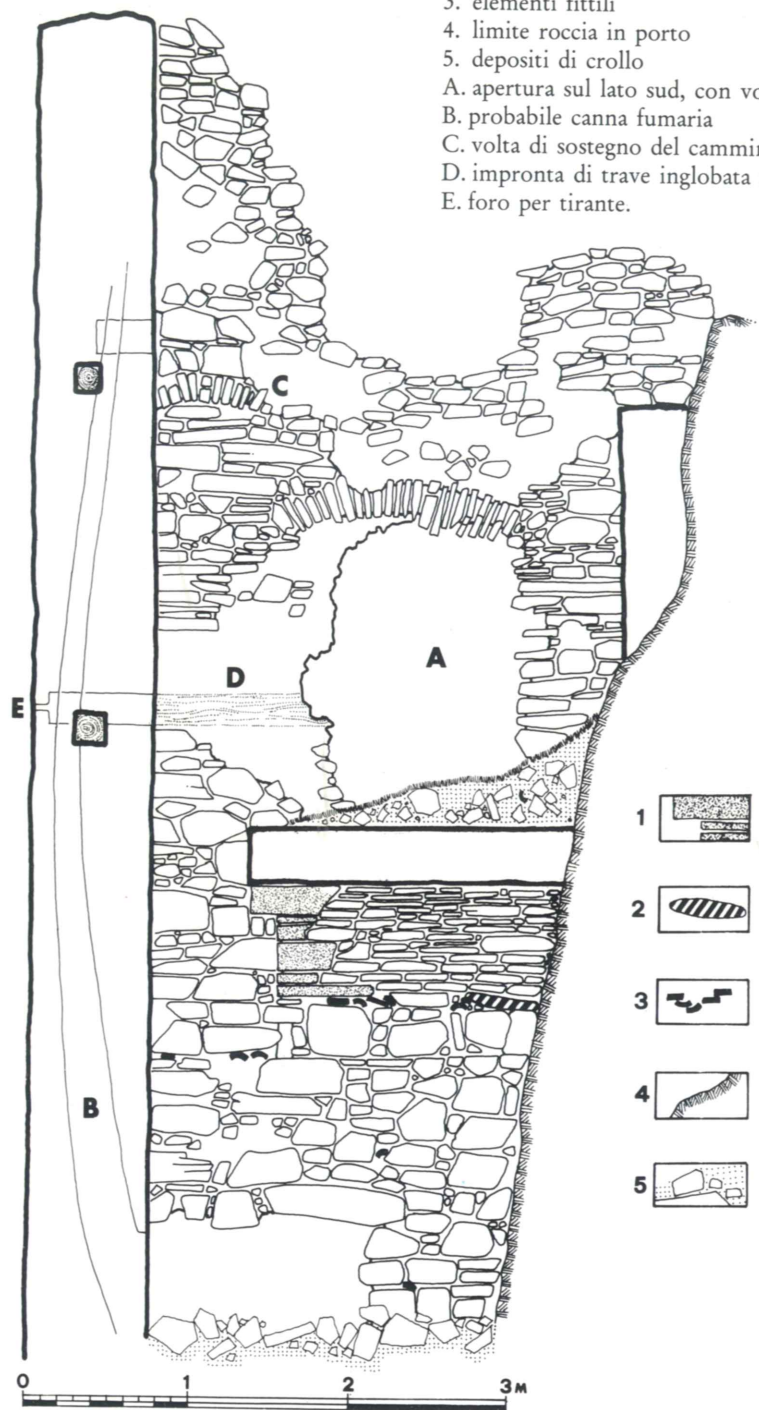 3. elementi fittili
4. limite roccia in porto
5. depositi di crollo
A. apertura sul lato sud, con vo
B. probabile canna fumaria
C. volta di sostegno del cammin
D. impronta di trave inglobata
E. foro per tirante.
C
A
D
E
B
1
2
3
4
5
0 1 2 3 M